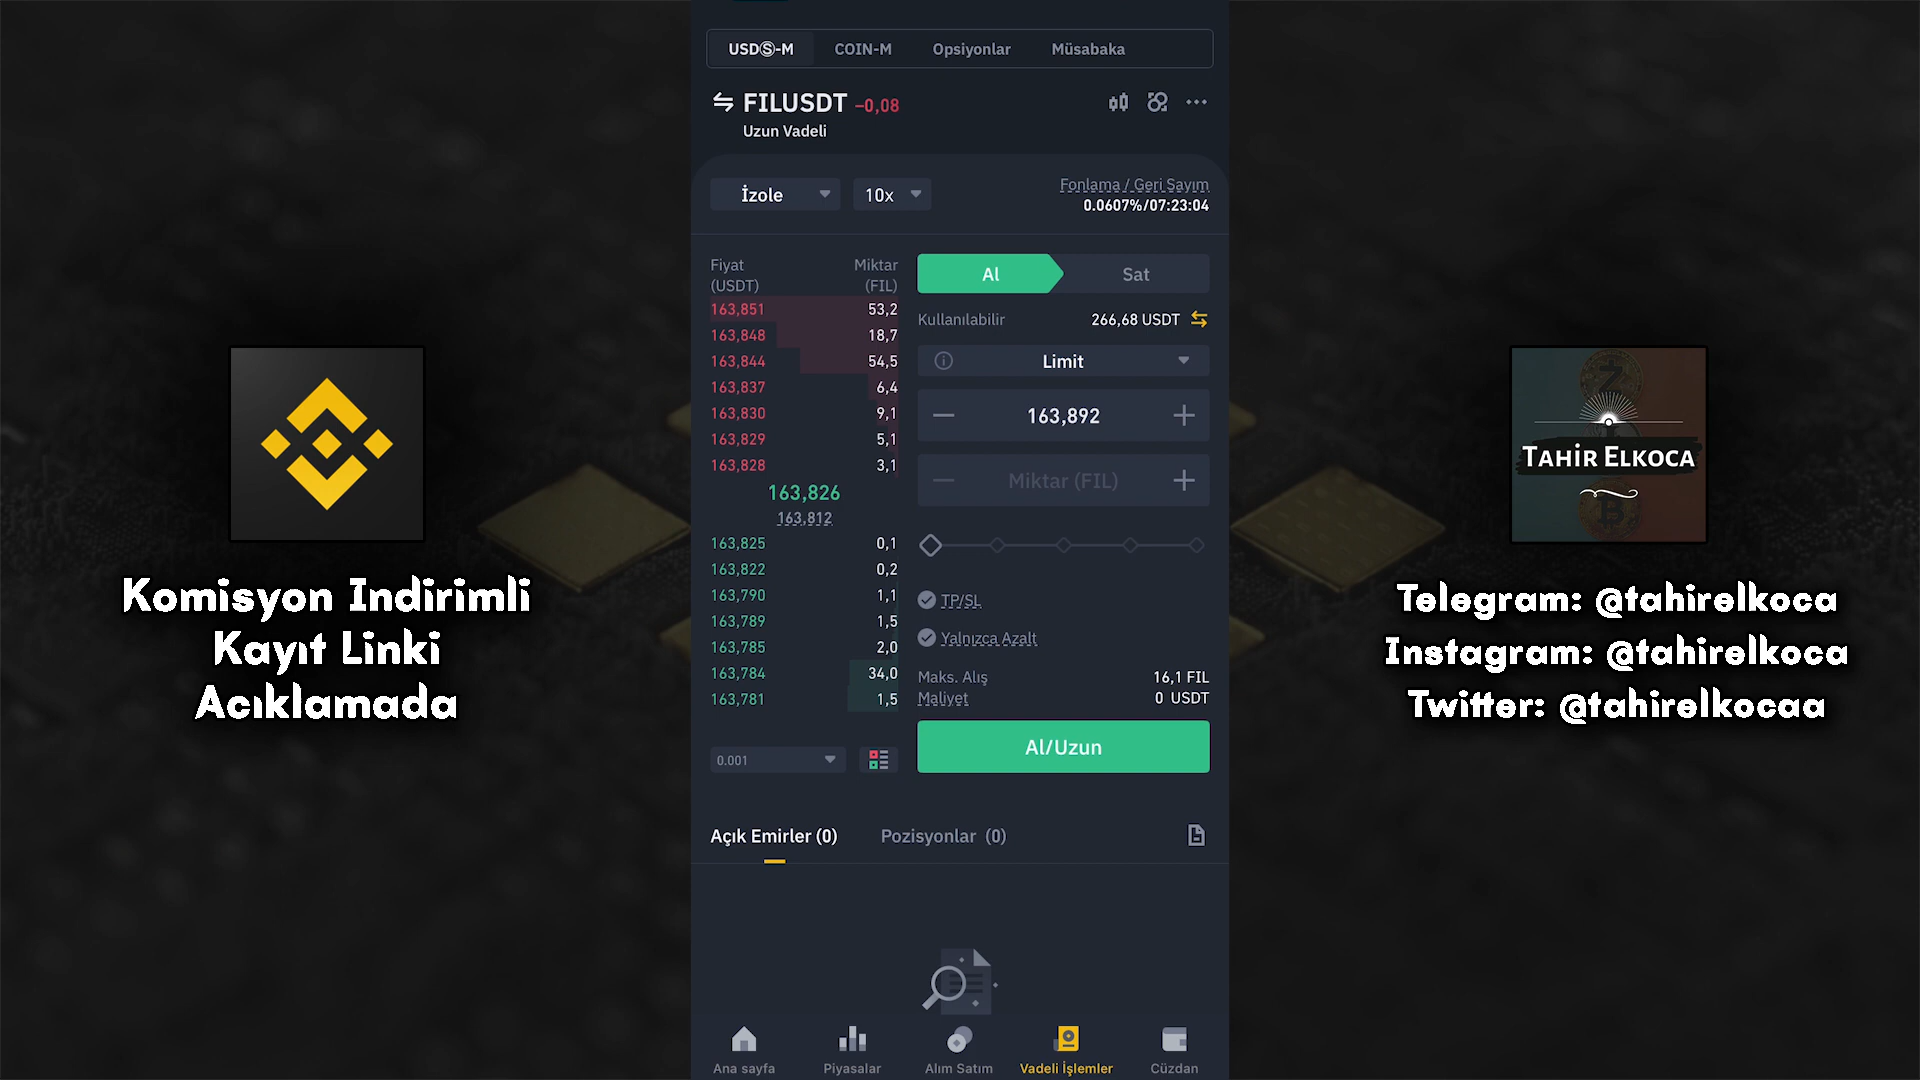 USDⓈ-M COIN-M Opsiyonlar Müsabaka
FILUSDT −0,08
Uzun Vadeli
İzole 10x
Fonlama / Geri Sayım
0.0607%/07:23:04
Fiyat (USDT) Miktar (FIL)
163,851 53,2
163,848 18,7
163,844 54,5
163,837 6,4
163,830 9,1
163,829 5,1
163,828 3,1
163,826
163,812
163,825 0,1
163,822 0,2
163,790 1,1
163,789 1,5
163,785 2,0
163,784 34,0
163,781 1,5
0.001
Al Sat
Kullanılabilir 266,68 USDT
Limit
163,892
Miktar (FIL)
TP/SL
Yalnızca Azalt
Maks. Alış 16,1 FIL
Maliyet 0 USDT
Al/Uzun
Açık Emirler (0) Pozisyonlar (0)
Ana sayfa Piyasalar Alım Satım Vadeli İşlemler Cüzdan
Komisyon Indirimli
Kayıt Linki
Acıklamada
TAHİR ELKOCA
Telegram: @tahirelkoca
Instagram: @tahirelkoca
Twitter: @tahirelkocaa